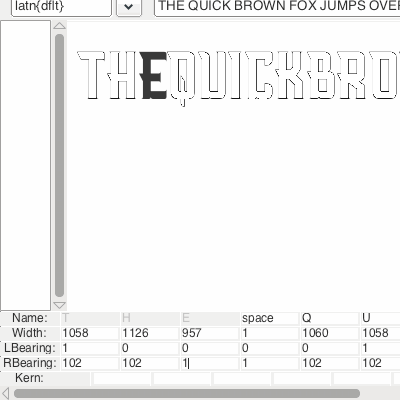 latn{dflt} THE QUICK BROWN FOX JUMPS OVE
THEQUICKBRO
Name: T H E space Q U
Width: 1058 1126 957 1 1060 1058
LBearing: 1 0 0 0 0 1
RBearing: 102 102 1 1 102 102
Kern: